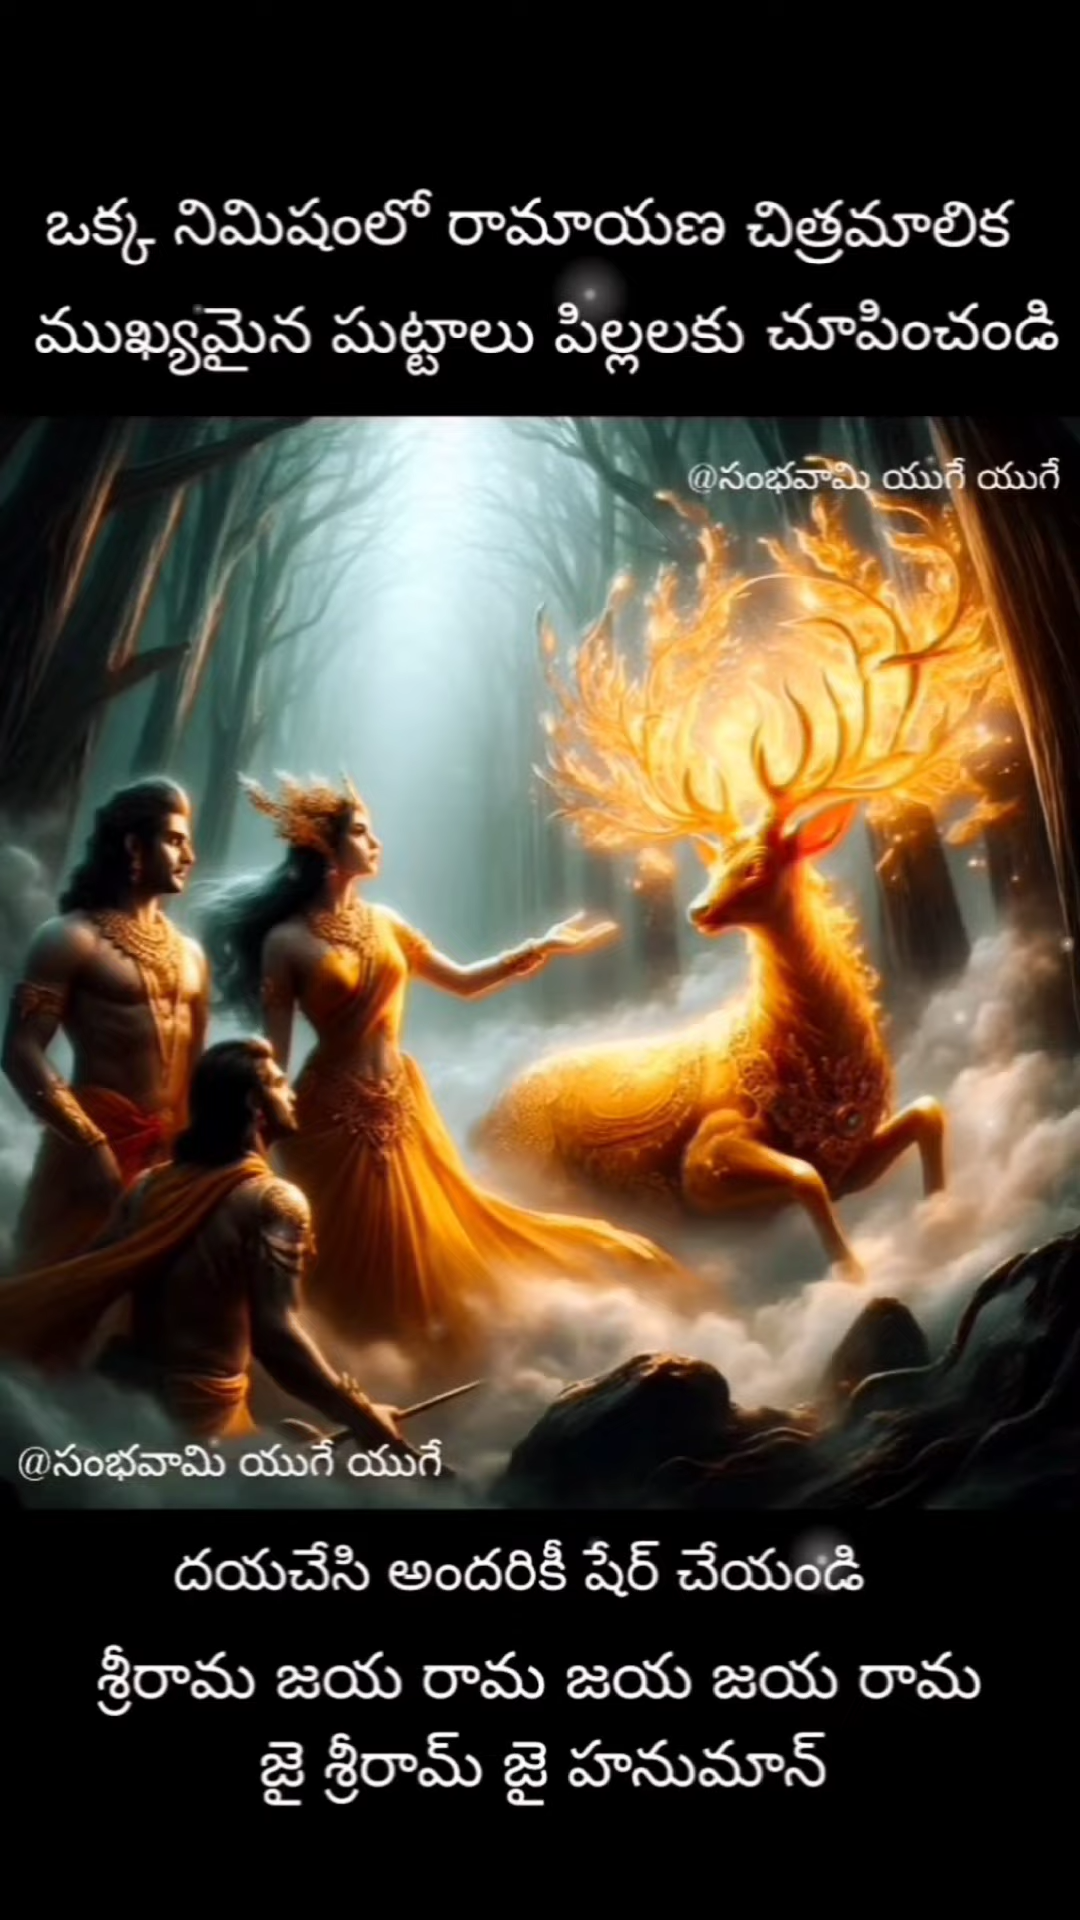 ఒక్క నిమిషంలో రామాయణ చిత్రమాలిక
ముఖ్యమైన ఘట్టాలు పిల్లలకు చూపించండి
@సంభవామి యుగే యుగే
@సంభవామి యుగే యుగే
దయచేసి అందరికీ షేర్ చేయండి
శ్రీరామ జయ రామ జయ జయ రామ
జై శ్రీరామ్ జై హనుమాన్